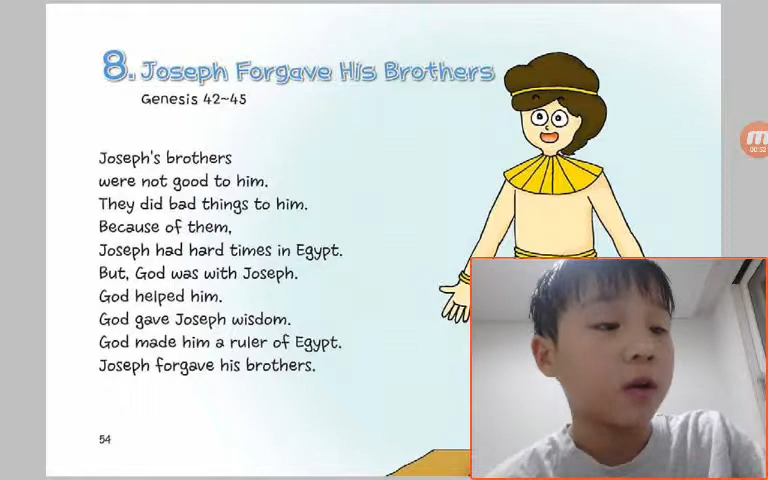 8. Joseph Forgave His Brothers
Genesis 42~45
Joseph's brothers
were not good to him.
They did bad things to him.
Because of them,
Joseph had hard times in Egypt.
But, God was with Joseph.
God helped him.
God gave Joseph wisdom.
God made him a ruler of Egypt.
Joseph forgave his brothers.
54
00:52